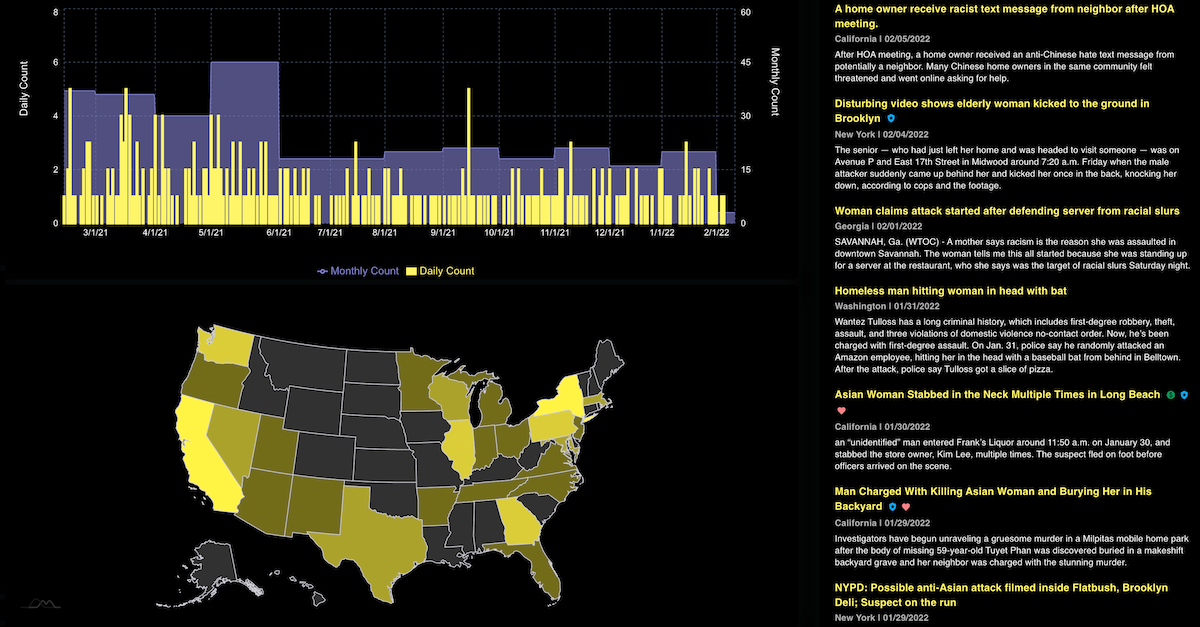 8
6
4
2
0
Daily Count
60
45
30
15
0
Monthly Count
3/1/21
4/1/21
5/1/21
6/1/21
7/1/21
8/1/21
9/1/21
10/1/21
11/1/21
12/1/21
1/1/22
2/1/22
Monthly Count
Daily Count
A home owner receive racist text message from neighbor after HOA
meeting.
California | 02/05/2022
After HOA meeting, a home owner received an anti-Chinese hate text message from
potentially a neighbor. Many Chinese home owners in the same community felt
threatened and went online asking for help.
Disturbing video shows elderly woman kicked to the ground in
Brooklyn
New York | 02/04/2022
The senior — who had just left her home and was headed to visit someone — was on
Avenue P and East 17th Street in Midwood around 7:20 a.m. Friday when the male
attacker suddenly came up behind her and kicked her once in the back, knocking her
down, according to cops and the footage.
Woman claims attack started after defending server from racial slurs
Georgia | 02/01/2022
SAVANNAH, Ga. (WTOC) - A mother says racism is the reason she was assaulted in
downtown Savannah. The woman tells me this all started because she was standing up
for a server at the restaurant, who she says was the target of racial slurs Saturday night.
Homeless man hitting woman in head with bat
Washington | 01/31/2022
Wantez Tulloss has a long criminal history, which includes first-degree robbery, theft,
assault, and three violations of domestic violence no-contact order. Now, he's been
charged with first-degree assault. On Jan. 31, police say he randomly attacked an
Amazon employee, hitting her in the head with a baseball bat from behind in Belltown.
After the attack, police say Tulloss got a slice of pizza.
Asian Woman Stabbed in the Neck Multiple Times in Long Beach
California | 01/30/2022
an “unidentified” man entered Frank's Liquor around 11:50 a.m. on January 30, and
stabbed the store owner, Kim Lee, multiple times. The suspect fled on foot before
officers arrived on the scene.
Man Charged With Killing Asian Woman and Burying Her in His
Backyard
California | 01/29/2022
Investigators have begun unraveling a gruesome murder in a Milpitas mobile home park
after the body of missing 59-year-old Tuyet Phan was discovered buried in a makeshift
backyard grave and her neighbor was charged with the stunning murder.
NYPD: Possible anti-Asian attack filmed inside Flatbush, Brooklyn
Deli; Suspect on the run
New York | 01/29/2022